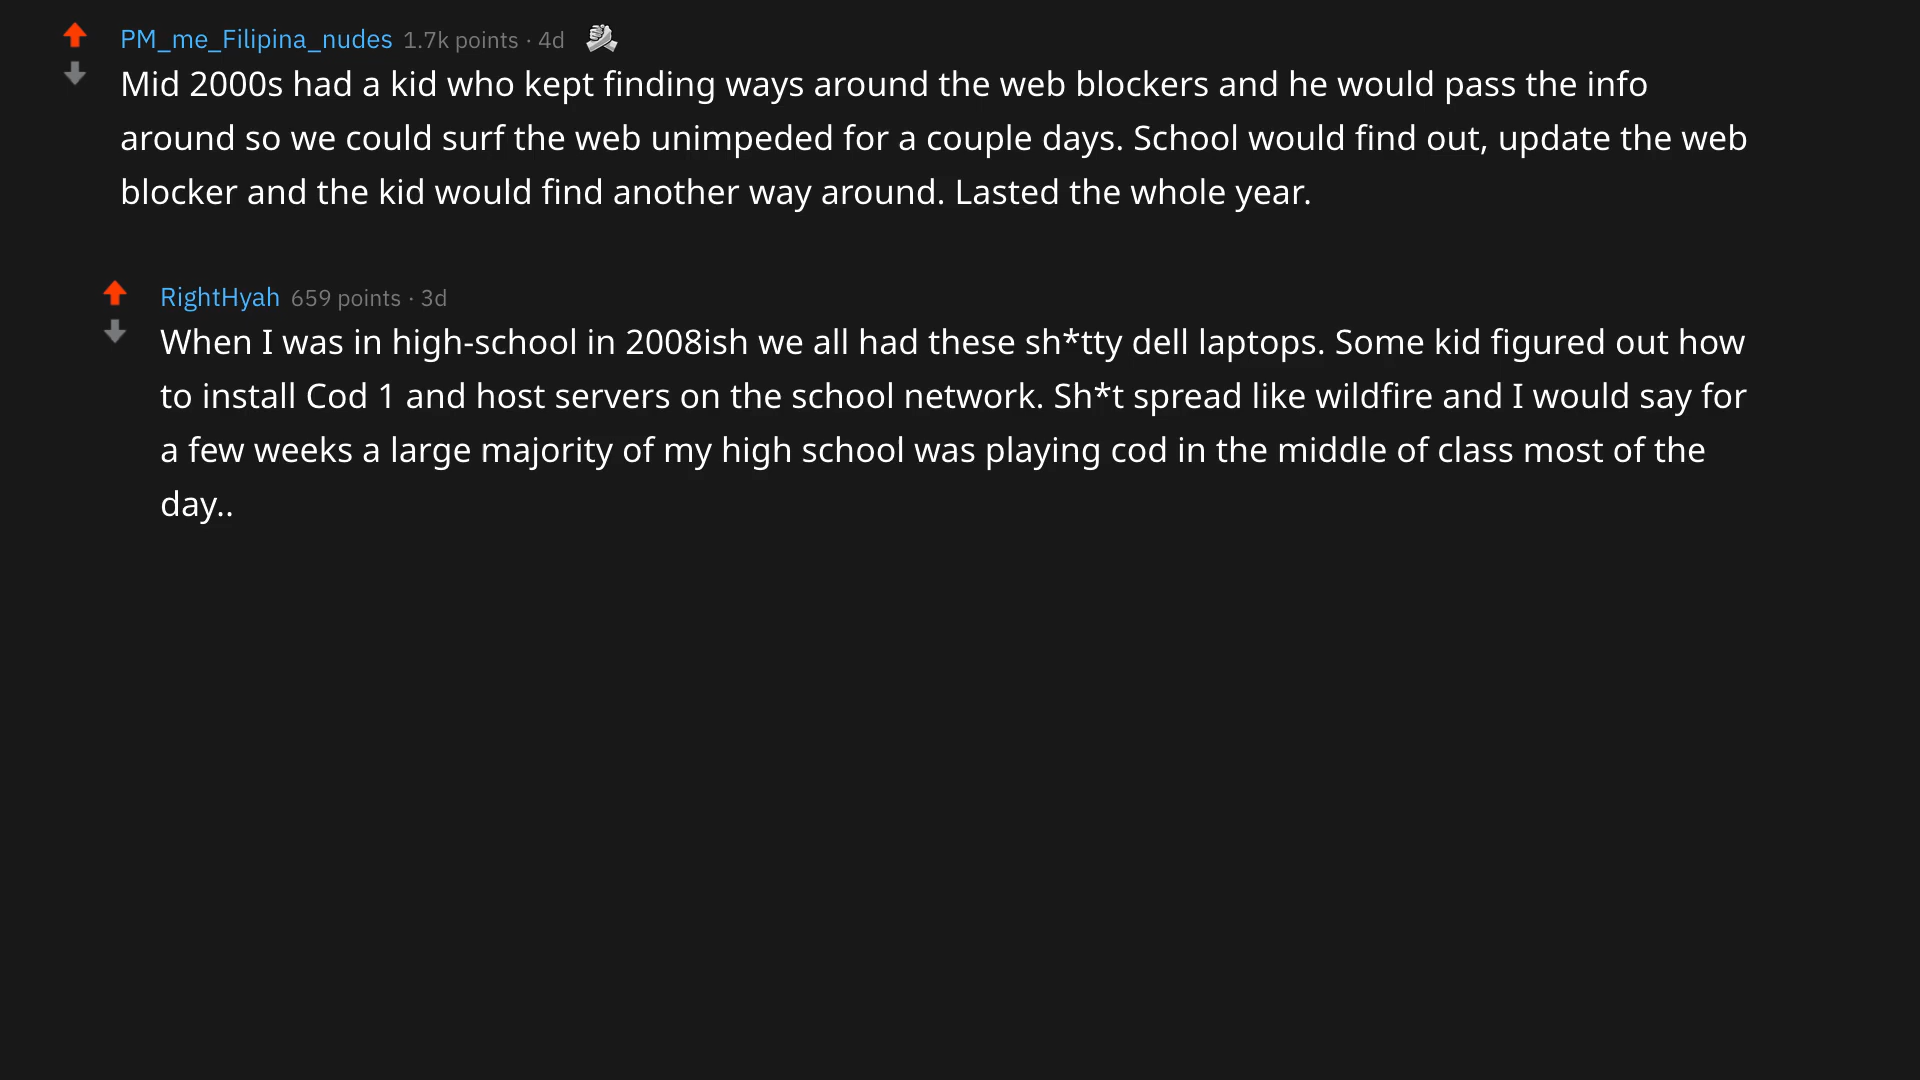 PM_me_Filipina_nudes 1.7k points · 4d
Mid 2000s had a kid who kept finding ways around the web blockers and he would pass the info
around so we could surf the web unimpeded for a couple days. School would find out, update the web
blocker and the kid would find another way around. Lasted the whole year.
RightHyah 659 points · 3d
When I was in high-school in 2008ish we all had these sh*tty dell laptops. Some kid figured out how
to install Cod 1 and host servers on the school network. Sh*t spread like wildfire and I would say for
a few weeks a large majority of my high school was playing cod in the middle of class most of the
day..